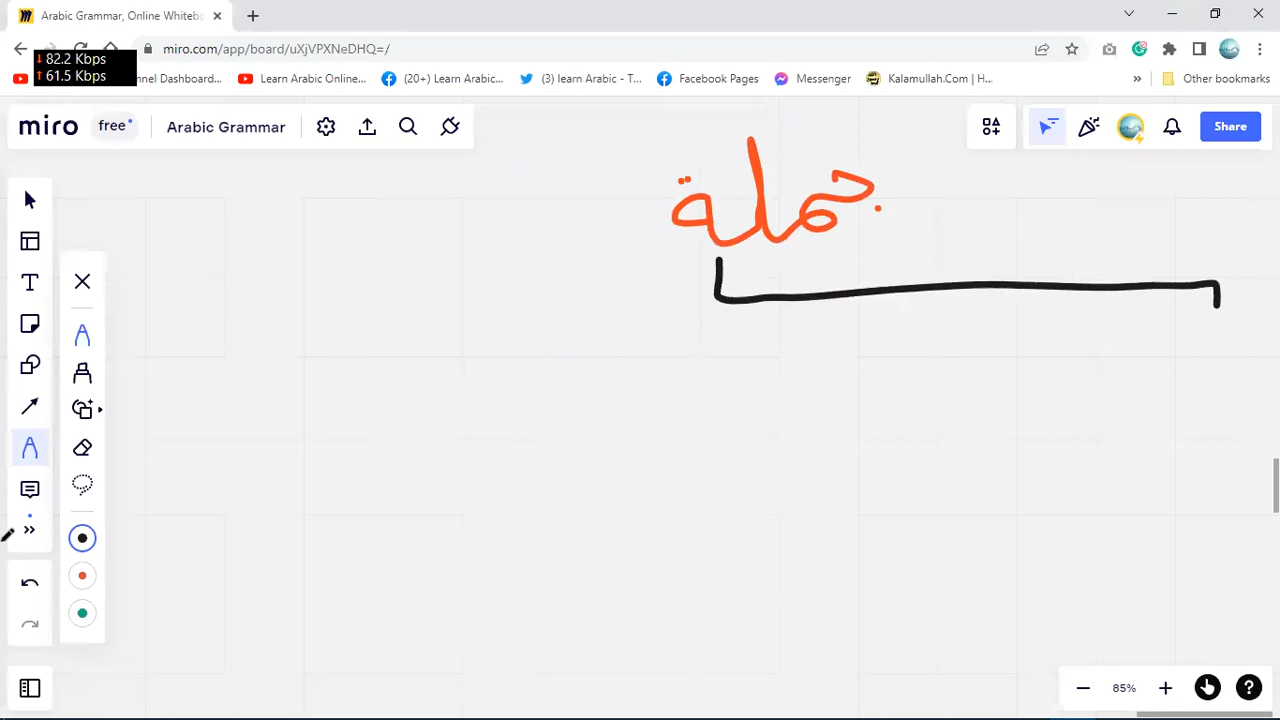 Arabic Grammar, Online Whitebo
miro.com/app/board/uXjVPXNeDHQ=/
82.2 Kbps
61.5 Kbps
nnel Dashboard...
Learn Arabic Online...
(20+) Learn Arabic...
(3) learn Arabic - T...
Facebook Pages
Messenger
Kalamullah.Com | H...
»
Other bookmarks
miro
free
Arabic Grammar
Share
جملة
85%